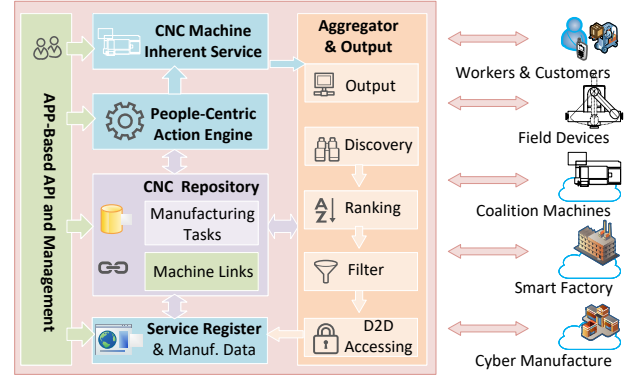 APP-Based API and Management
CNC Machine
Inherent Service
People-Centric
Action Engine
CNC Repository
Manufacturing
Tasks
Machine Links
Service Register
& Manuf. Data
Aggregator
& Output
Output
Discovery
A
Z
Ranking
Filter
D2D
Accessing
Workers & Customers
Field Devices
Coalition Machines
Smart Factory
Cyber Manufacture